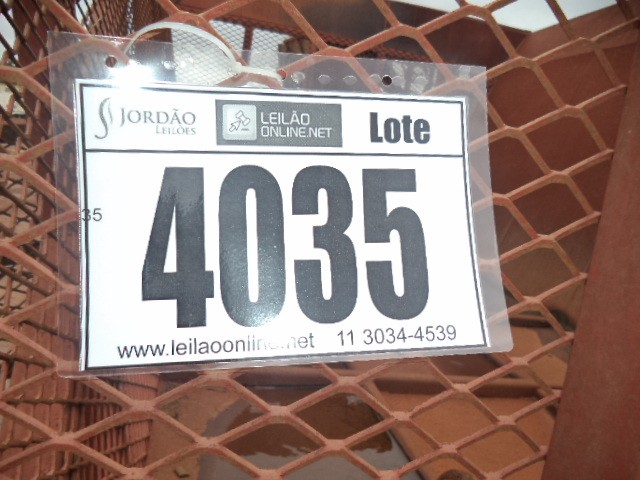 JORDÃO
LEILÕES
LEILÃO
ONLINE.NET
Lote
4035
35
www.leilaoonline.net 11 3034-4539